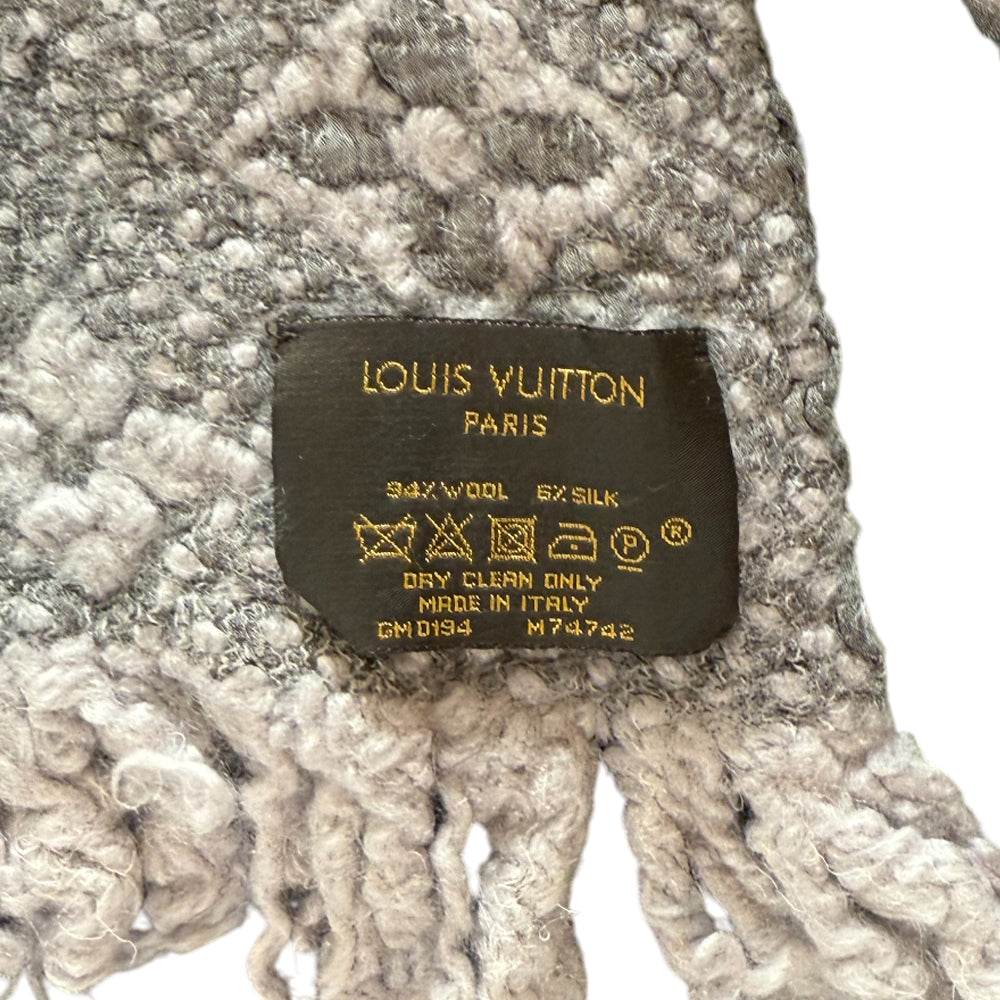 LOUIS VUITTON
PARIS
94% WOOL 6% SILK
P ®
DRY CLEAN ONLY
MADE IN ITALY
GM0194 M74742